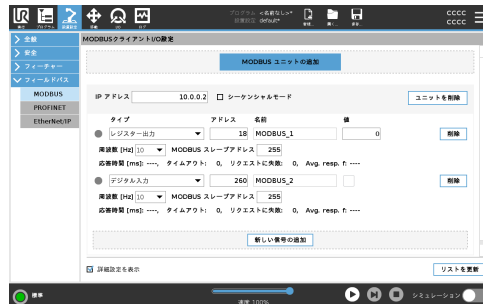 プログラム <名前なし>*
設置設定 default*
CCCC
CCCC
MODBUSクライアントI/O設定
全般
安全
フィーチャー
フィールドバス
MODBUS
PROFINET
EtherNet/IP
MODBUS ユニットの追加
IP アドレス 10.0.0.2 シーケンシャルモード ユニットを削除
タイプ アドレス 名前 値
レジスター出力 18 MODBUS_1 0 削除
周波数 [Hz] 10 MODBUS スレーブアドレス 255
応答時間 [ms]: ----, タイムアウト: 0, リクエストに失敗: 0, Avg. resp. f: ----
デジタル入力 260 MODBUS_2 削除
周波数 [Hz] 10 MODBUS スレーブアドレス 255
応答時間 [ms]: ----, タイムアウト: 0, リクエストに失敗: 0, Avg. resp. f: ----
新しい信号の追加
詳細設定を表示
リストを更新
標準
速度 100%
シミュレーション